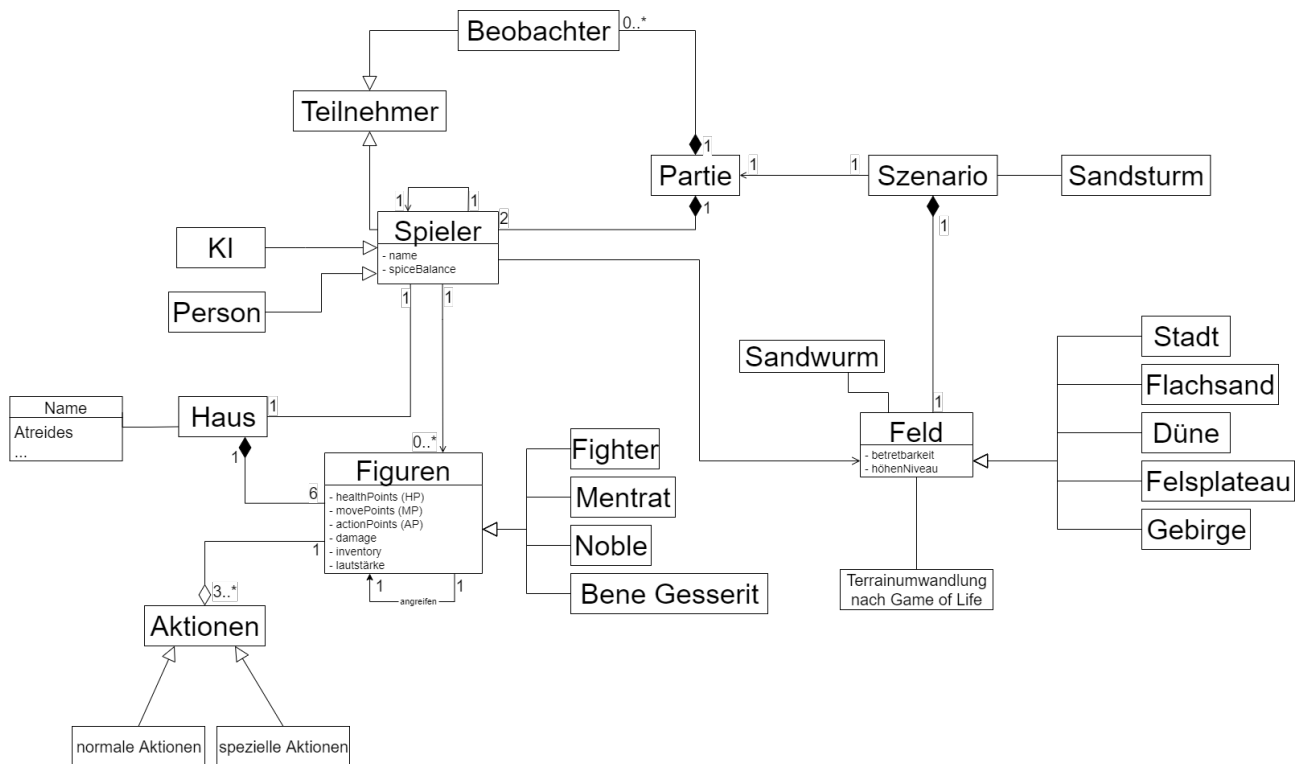 Beobachter
0..*
Teilnehmer
1
Partie
1
1
1
Szenario
Sandsturm
1
1
1
2
1
Spieler
- name
- spiceBalance
KI
Person
1
1
Stadt
Sandwurm
Flachsand
Name
Atreides
...
Haus
1
1
1
Feld
- betretbarkeit
- höhenNiveau
Düne
0..*
Fighter
Figuren
- healthPoints (HP)
- movePoints (MP)
- actionPoints (AP)
- damage
- inventory
- lautstärke
6
1
Mentrat
Felsplateau
Noble
Gebirge
1
1
angreifen
Bene Gesserit
Terrainumwandlung
nach Game of Life
3..*
Aktionen
normale Aktionen
spezielle Aktionen